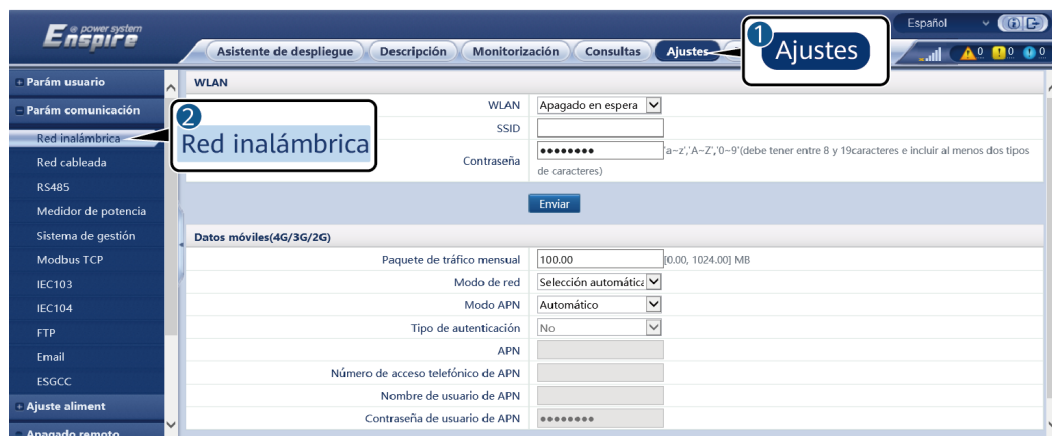 e power system
Enspire
Español
Asistente de despliegue
Descripción
Monitorización
Consultas
Ajustes
1
Ajustes
0
0
0
Parám usuario
Parám comunicación
Red inalámbrica
Red cableada
RS485
Medidor de potencia
Sistema de gestión
Modbus TCP
IEC103
IEC104
FTP
Email
ESGCC
Ajuste aliment
Apagado remoto
2
Red inalámbrica
WLAN
WLAN Apagado en espera
SSID
Contraseña ●●●●●●●● 'a~z','A~Z','0~9'(debe tener entre 8 y 19caracteres e incluir al menos dos tipos
de caracteres)
Enviar
Datos móviles(4G/3G/2G)
Paquete de tráfico mensual 100.00 [0.00, 1024.00] MB
Modo de red Selección automátic
Modo APN Automático
Tipo de autenticación No
APN
Número de acceso telefónico de APN
Nombre de usuario de APN
Contraseña de usuario de APN ●●●●●●●●